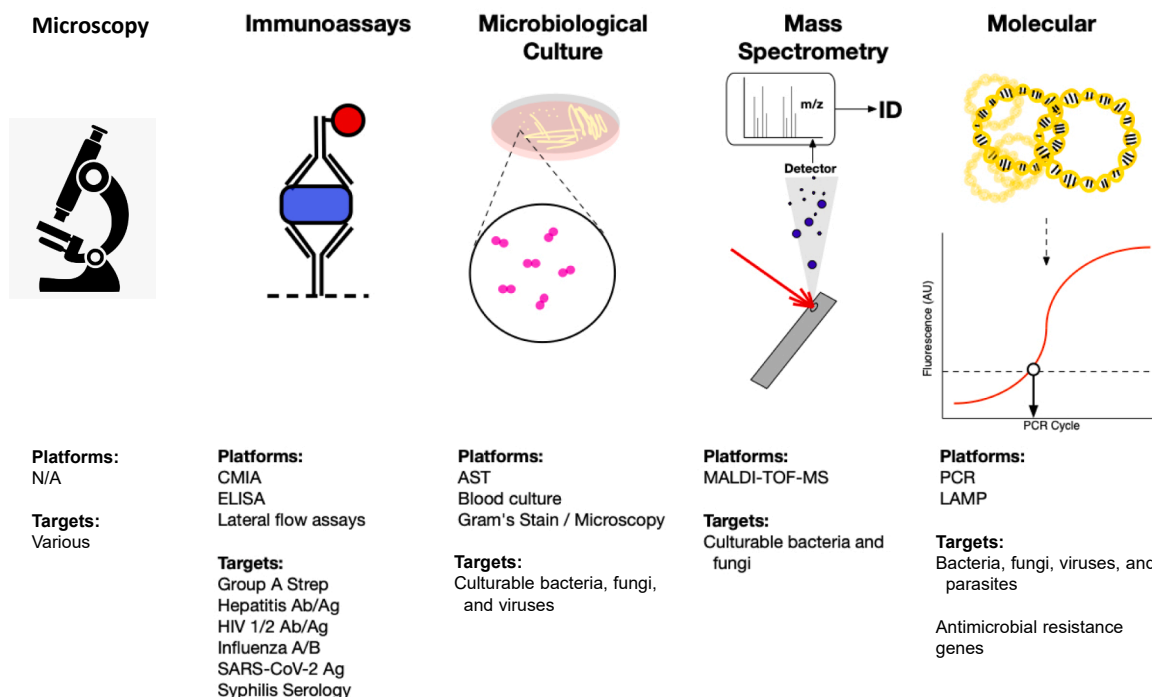 Microscopy
Immunoassays
Microbiological
Culture
Mass
Spectrometry
Molecular
m/z
ID
Detector
Fluorescence (AU)
PCR Cycle
Platforms:
N/A
Targets:
Various
Platforms:
CMIA
ELISA
Lateral flow assays
Targets:
Group A Strep
Hepatitis Ab/Ag
HIV 1/2 Ab/Ag
Influenza A/B
SARS-CoV-2 Ag
Syphilis Serology
Platforms:
AST
Blood culture
Gram's Stain / Microscopy
Targets:
Culturable bacteria, fungi,
and viruses
Platforms:
MALDI-TOF-MS
Targets:
Culturable bacteria and
fungi
Platforms:
PCR
LAMP
Targets:
Bacteria, fungi, viruses, and
parasites
Antimicrobial resistance
genes